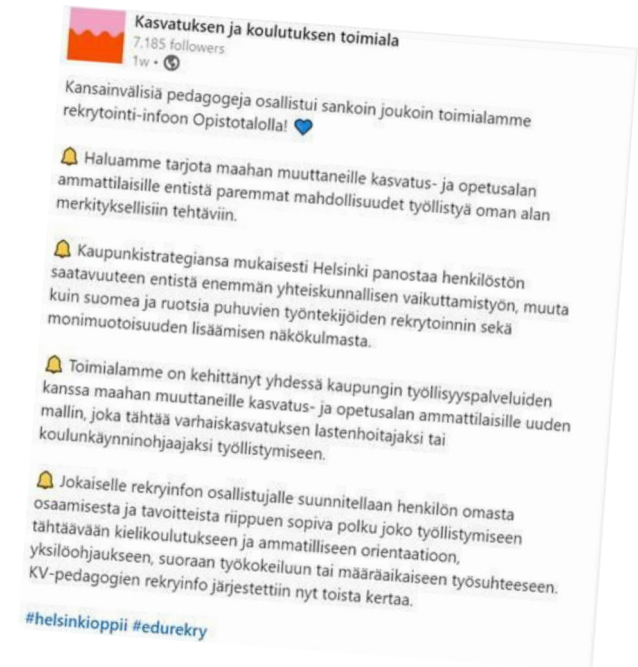 Kasvatuksen ja koulutuksen toimiala
7,185 followers
1w •
Kansainvälisiä pedagogeja osallistui sankoin joukoin toimialamme
rekrytointi-infoon Opistotalolla! 💙
🔔 Haluamme tarjota maahan muuttaneille kasvatus- ja opetusalan
ammattilaisille entistä paremmat mahdollisuudet työllistyä oman alan
merkityksellisiin tehtäviin.
🔔 Kaupunkistrategiansa mukaisesti Helsinki panostaa henkilöstön
saatavuuteen entistä enemmän yhteiskunnallisen vaikuttamistyön, muuta
kuin suomea ja ruotsia puhuvien työntekijöiden rekrytoinnin sekä
monimuotoisuuden lisäämisen näkökulmasta.
🔔 Toimialamme on kehittänyt yhdessä kaupungin työllisyyspalveluiden
kanssa maahan muuttaneille kasvatus- ja opetusalan ammattilaisille uuden
mallin, joka tähtää varhaiskasvatuksen lastenhoitajaksi tai
koulunkäynninohjaajaksi työllistymiseen.
🔔 Jokaiselle rekryinfon osallistujalle suunnitellaan henkilön omasta
osaamisesta ja tavoitteista riippuen sopiva polku joko työllistymiseen
tähtäävään kielikoulutukseen ja ammatilliseen orientaatioon,
yksilöohjaukseen, suoraan työkokeiluun tai määräaikaiseen työsuhteeseen.
KV-pedagogien rekryinfo järjestettiin nyt toista kertaa.
#helsinkioppii #edurekry